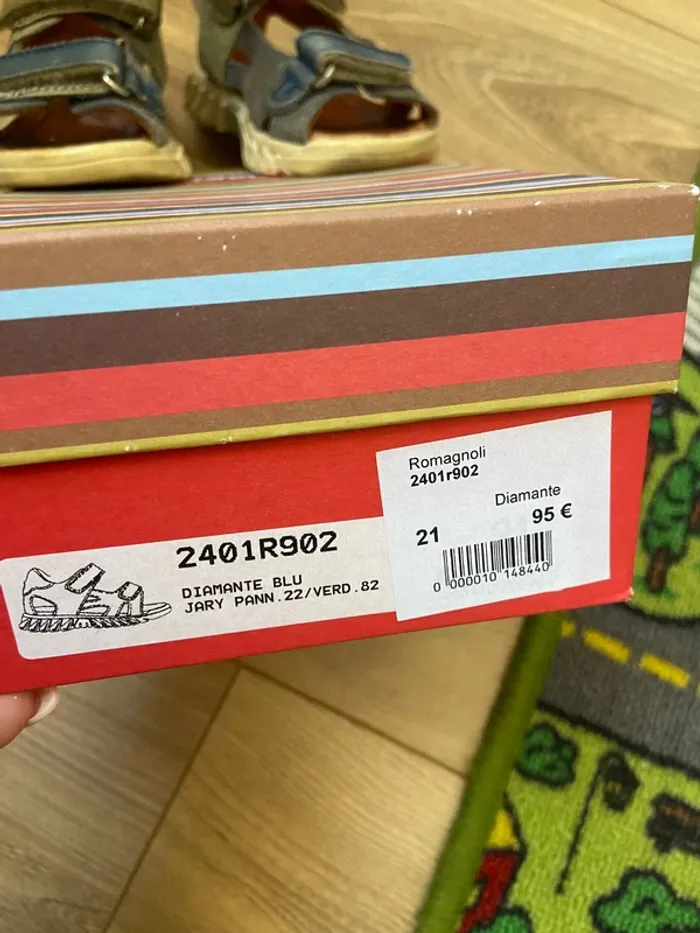 Romagnoli
2401r902
Diamante
95 €
21
0 000010 148440
2401R902
DIAMANTE BLU
JARY PANN.22/VERD.82